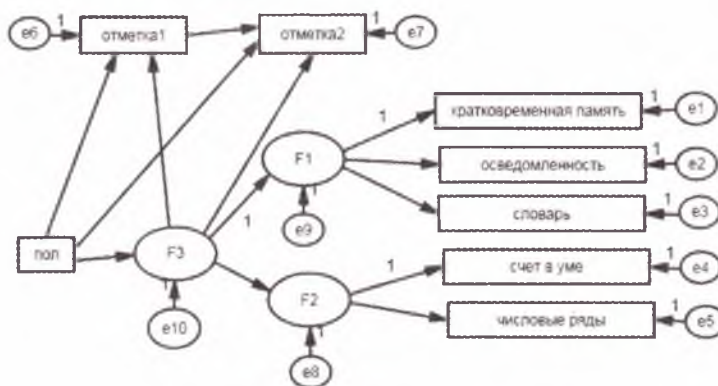 e6 1 отметка1 отметка2 1 e7
1 кратковременная память 1 e1
F1 осведомленность 1 e2
1 e9 словарь 1 e3
пол F3 1 1 счет в уме 1 e4
1 e10 F2 числовые ряды 1 e5
1 e8